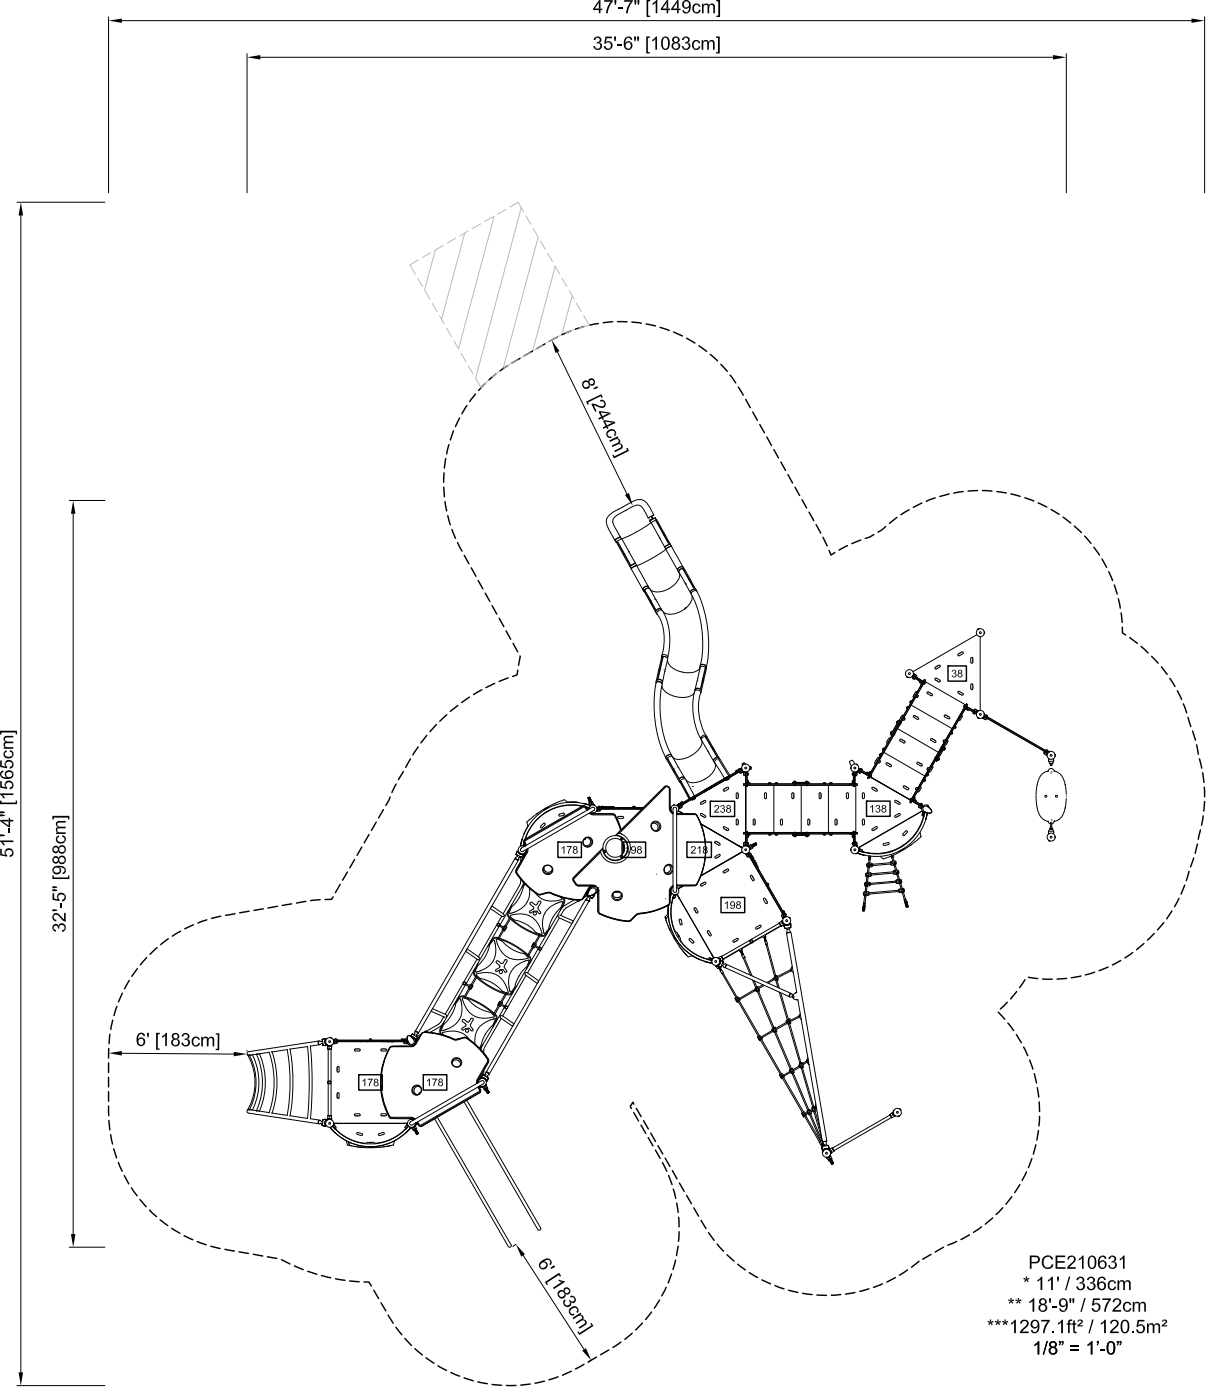 47'-7" [1449cm]
35'-6" [1083cm]
8' [244cm]
51'-4" [1565cm]
32'-5" [988cm]
38
238
138
178
198
218
198
6' [183cm]
178
178
6' [183cm]
PCE210631
* 11' / 336cm
** 18'-9" / 572cm
***1297.1ft² / 120.5m²
1/8” = 1’-0”